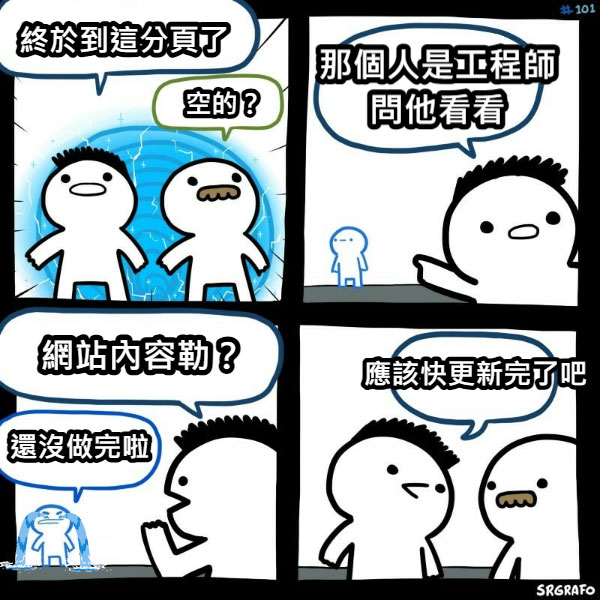 #101
終於到這分頁了
空的？
那個人是工程師
問他看看
網站內容勒？
還沒做完啦
應該快更新完了吧
SRGRAFO